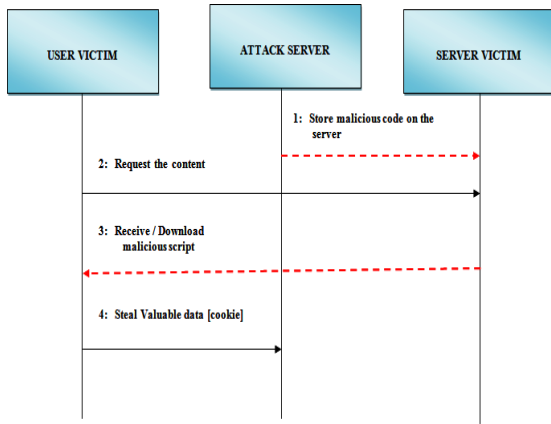 USER VICTIM
ATTACK SERVER
SERVER VICTIM
1: Store malicious code on the
server
2: Request the content
3: Receive / Download
malicious script
4: Steal Valuable data [cookie]